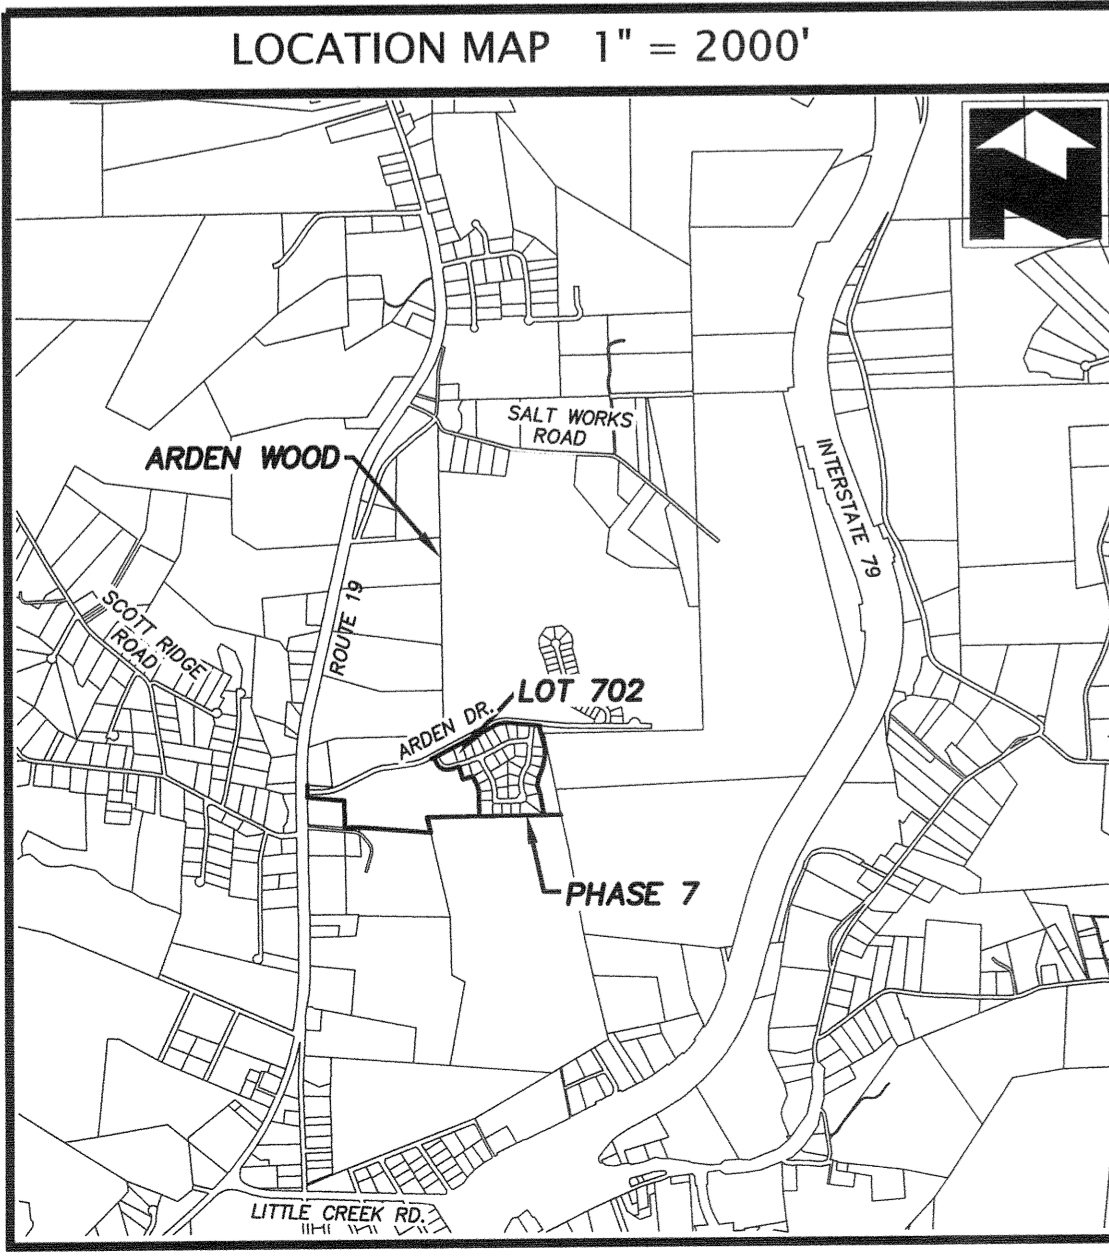 LOCATION MAP 1" = 2000'
N
SALT WORKS
ROAD
ARDEN WOOD
INTERSTATE 79
ROUTE 19
SCOTT RIDGE
ROAD
LOT 702
ARDEN DR.
PHASE 7
LITTLE CREEK RD.